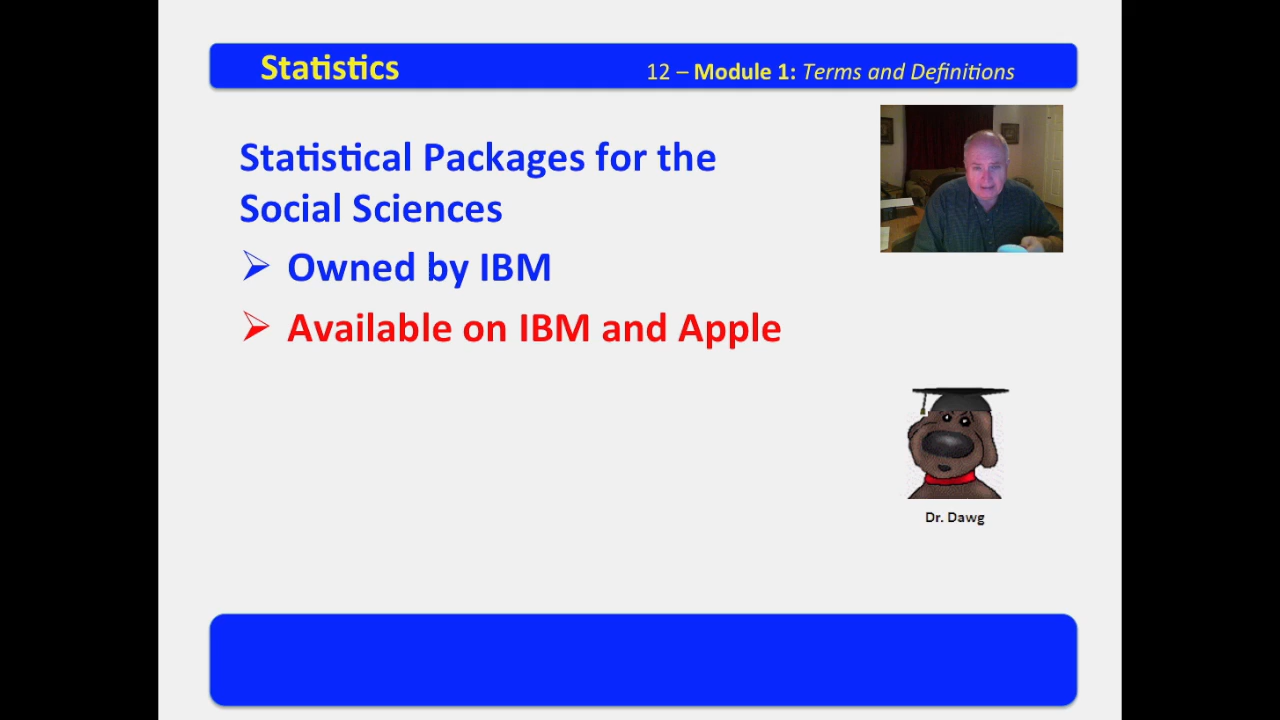 Statistics
12 – Module 1: Terms and Definitions
Statistical Packages for the
Social Sciences
Owned by IBM
Available on IBM and Apple
Dr. Dawg